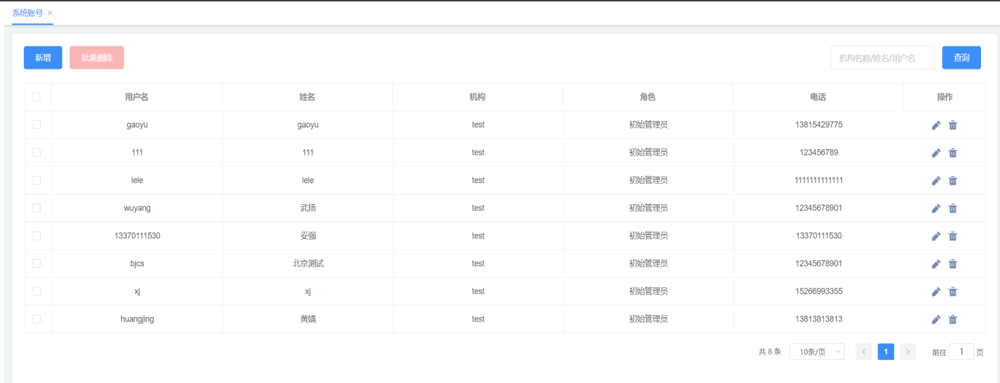 系统账号 ×
新增 批量删除 机构名称/姓名/用户名 查询
用户名 姓名 机构 角色 电话 操作
gaoyu gaoyu test 初始管理员 13815429775
111 111 test 初始管理员 123456789
lele lele test 初始管理员 1111111111111
wuyang 武扬 test 初始管理员 12345678901
13370111530 妥强 test 初始管理员 13370111530
bjcs 北京测试 test 初始管理员 12345678901
xj xj test 初始管理员 15266993355
huangjing 黄婧 test 初始管理员 13813813813
共 8 条 10条/页 < 1 > 前往 1 页